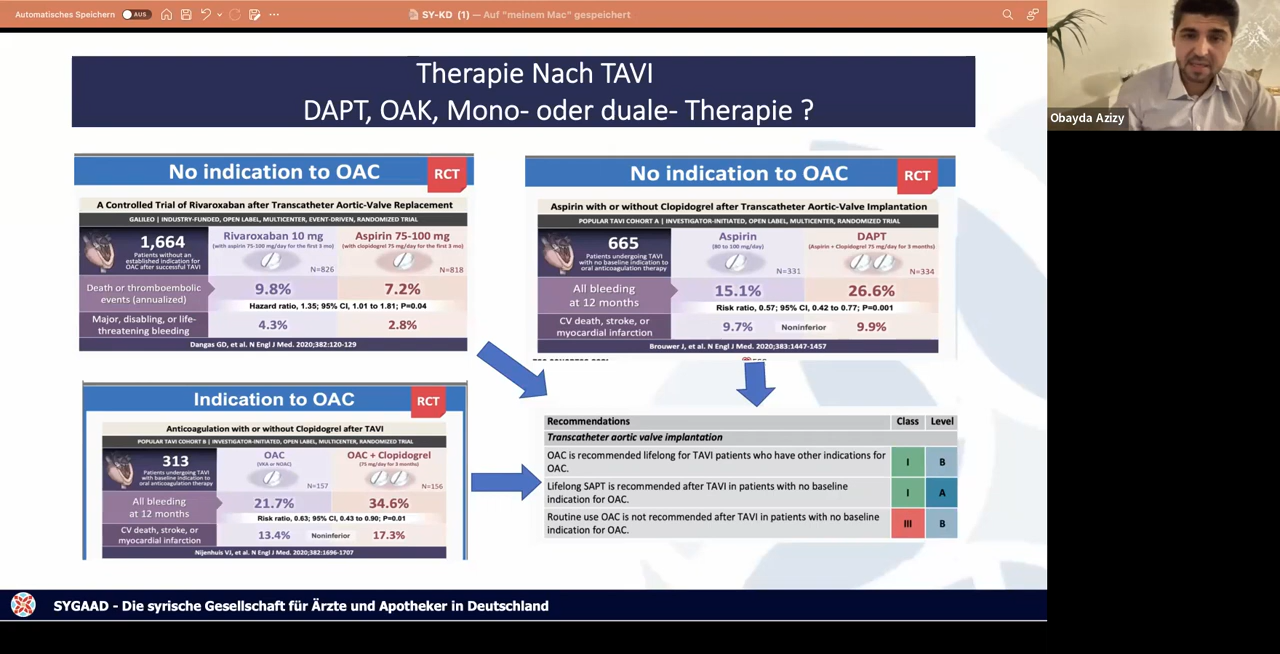 Automatisches Speichern AUS
SY-KD (1) — Auf "meinem Mac" gespeichert
Obayda Azizy
Therapie Nach TAVI
DAPT, OAK, Mono- oder duale- Therapie ?
No indication to OAC
RCT
A Controlled Trial of Rivaroxaban after Transcatheter Aortic-Valve Replacement
GALILEO | INDUSTRY-FUNDED, OPEN LABEL, MULTICENTER, EVENT-DRIVEN, RANDOMIZED TRIAL
1,664
Patients without an
established indication for
OAC after successful TAVI
Rivaroxaban 10 mg
(with aspirin 75-100 mg/day for the first 3 mo)
N=826
Aspirin 75-100 mg
(with clopidogrel 75 mg/day for the first 3 mo)
N=818
Death or thromboembolic
events (annualized)
9.8%
7.2%
Hazard ratio, 1.35; 95% CI, 1.01 to 1.81; P=0.04
Major, disabling, or life-
threatening bleeding
4.3%
2.8%
Dangas GD, et al. N Engl J Med. 2020;382:120-129
No indication to OAC
RCT
Aspirin with or without Clopidogrel after Transcatheter Aortic-Valve Implantation
POPULAR TAVI COHORT A | INVESTIGATOR-INITIATED, OPEN LABEL, MULTICENTER, RANDOMIZED TRIAL
665
Patients undergoing TAVI
with no baseline indication to
oral anticoagulation therapy
Aspirin
(80 to 100 mg/day)
N=331
DAPT
(Aspirin + Clopidogrel 75 mg/day for 3 months)
N=334
All bleeding
at 12 months
15.1%
26.6%
Risk ratio, 0.57; 95% CI, 0.42 to 0.77; P=0.001
CV death, stroke, or
myocardial infarction
9.7%
Noninferior
9.9%
Brouwer J, et al. N Engl J Med. 2020;383:1447-1457
Indication to OAC
RCT
Anticoagulation with or without Clopidogrel after TAVI
POPULAR TAVI COHORT B | INVESTIGATOR-INITIATED, OPEN LABEL, MULTICENTER, RANDOMIZED TRIAL
313
Patients undergoing TAVI
with baseline indication to
oral anticoagulation therapy
OAC
(VKA or NOAC)
N=157
OAC + Clopidogrel
(75 mg/day for 3 months)
N=156
All bleeding
at 12 months
21.7%
34.6%
Risk ratio, 0.63; 95% CI, 0.43 to 0.90; P=0.01
CV death, stroke, or
myocardial infarction
13.4%
Noninferior
17.3%
Nijenhuis VJ, et al. N Engl J Med. 2020;382:1696-1707
Recommendations Class Level
Transcatheter aortic valve implantation
OAC is recommended lifelong for TAVI patients who have other indications for
OAC.
I B
Lifelong SAPT is recommended after TAVI in patients with no baseline
indication for OAC.
I A
Routine use OAC is not recommended after TAVI in patients with no baseline
indication for OAC.
III B
SYGAAD - Die syrische Gesellschaft für Ärzte und Apotheker in Deutschland